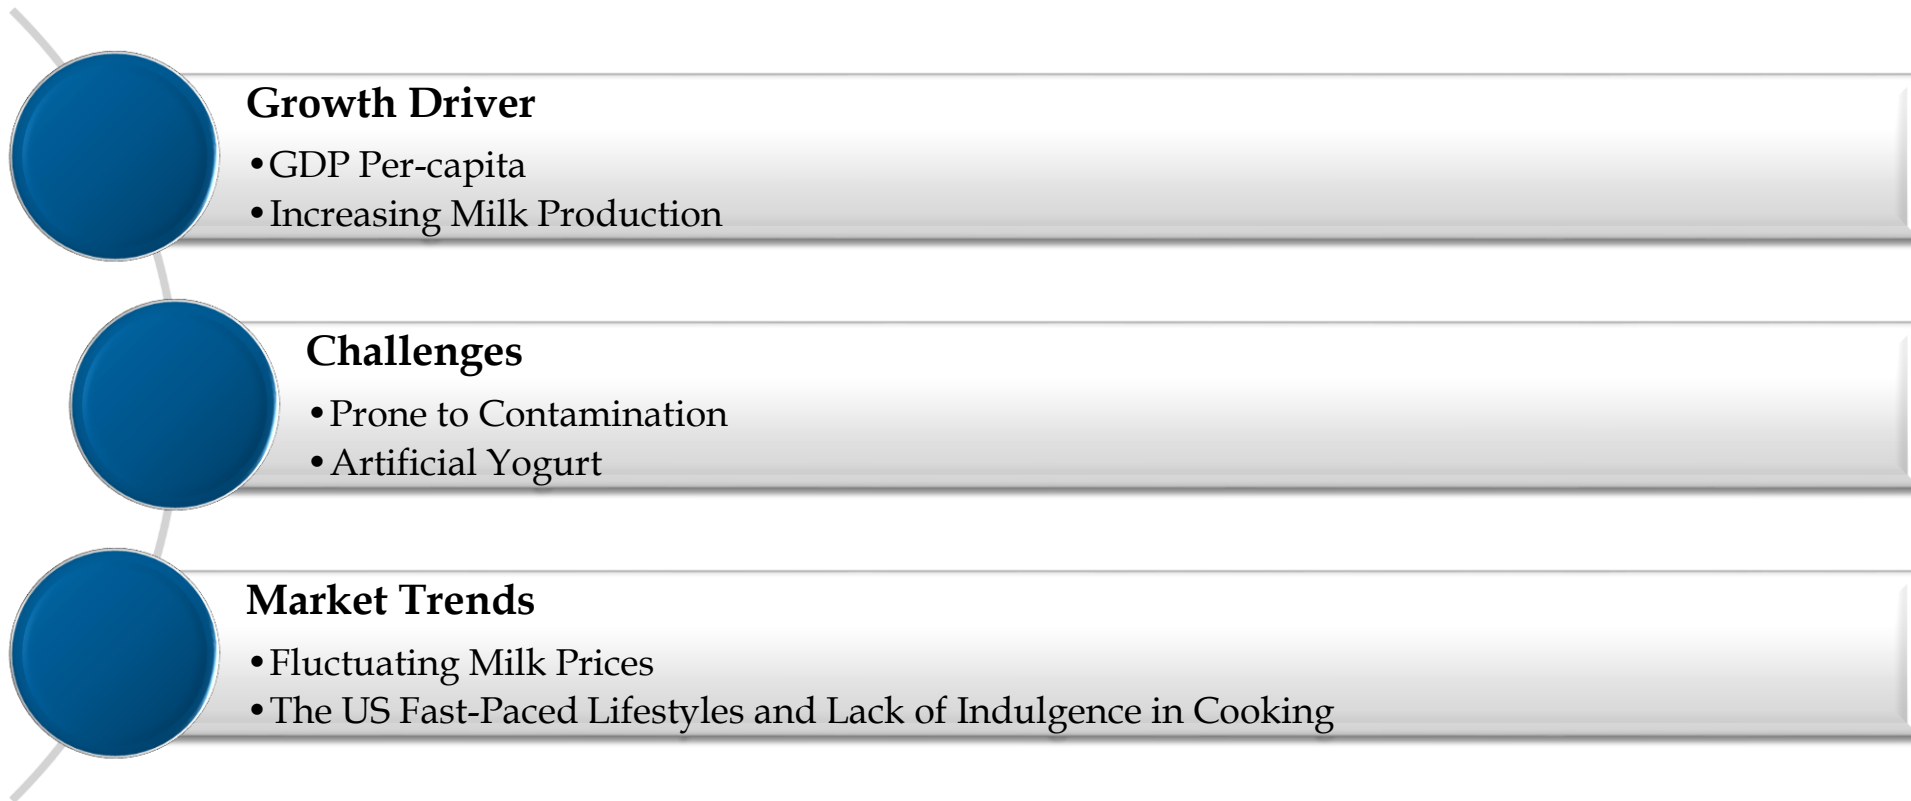 Growth Driver
•GDP Per-capita
•Increasing Milk Production
Challenges
•Prone to Contamination
•Artificial Yogurt
Market Trends
•Fluctuating Milk Prices
•The US Fast-Paced Lifestyles and Lack of Indulgence in Cooking